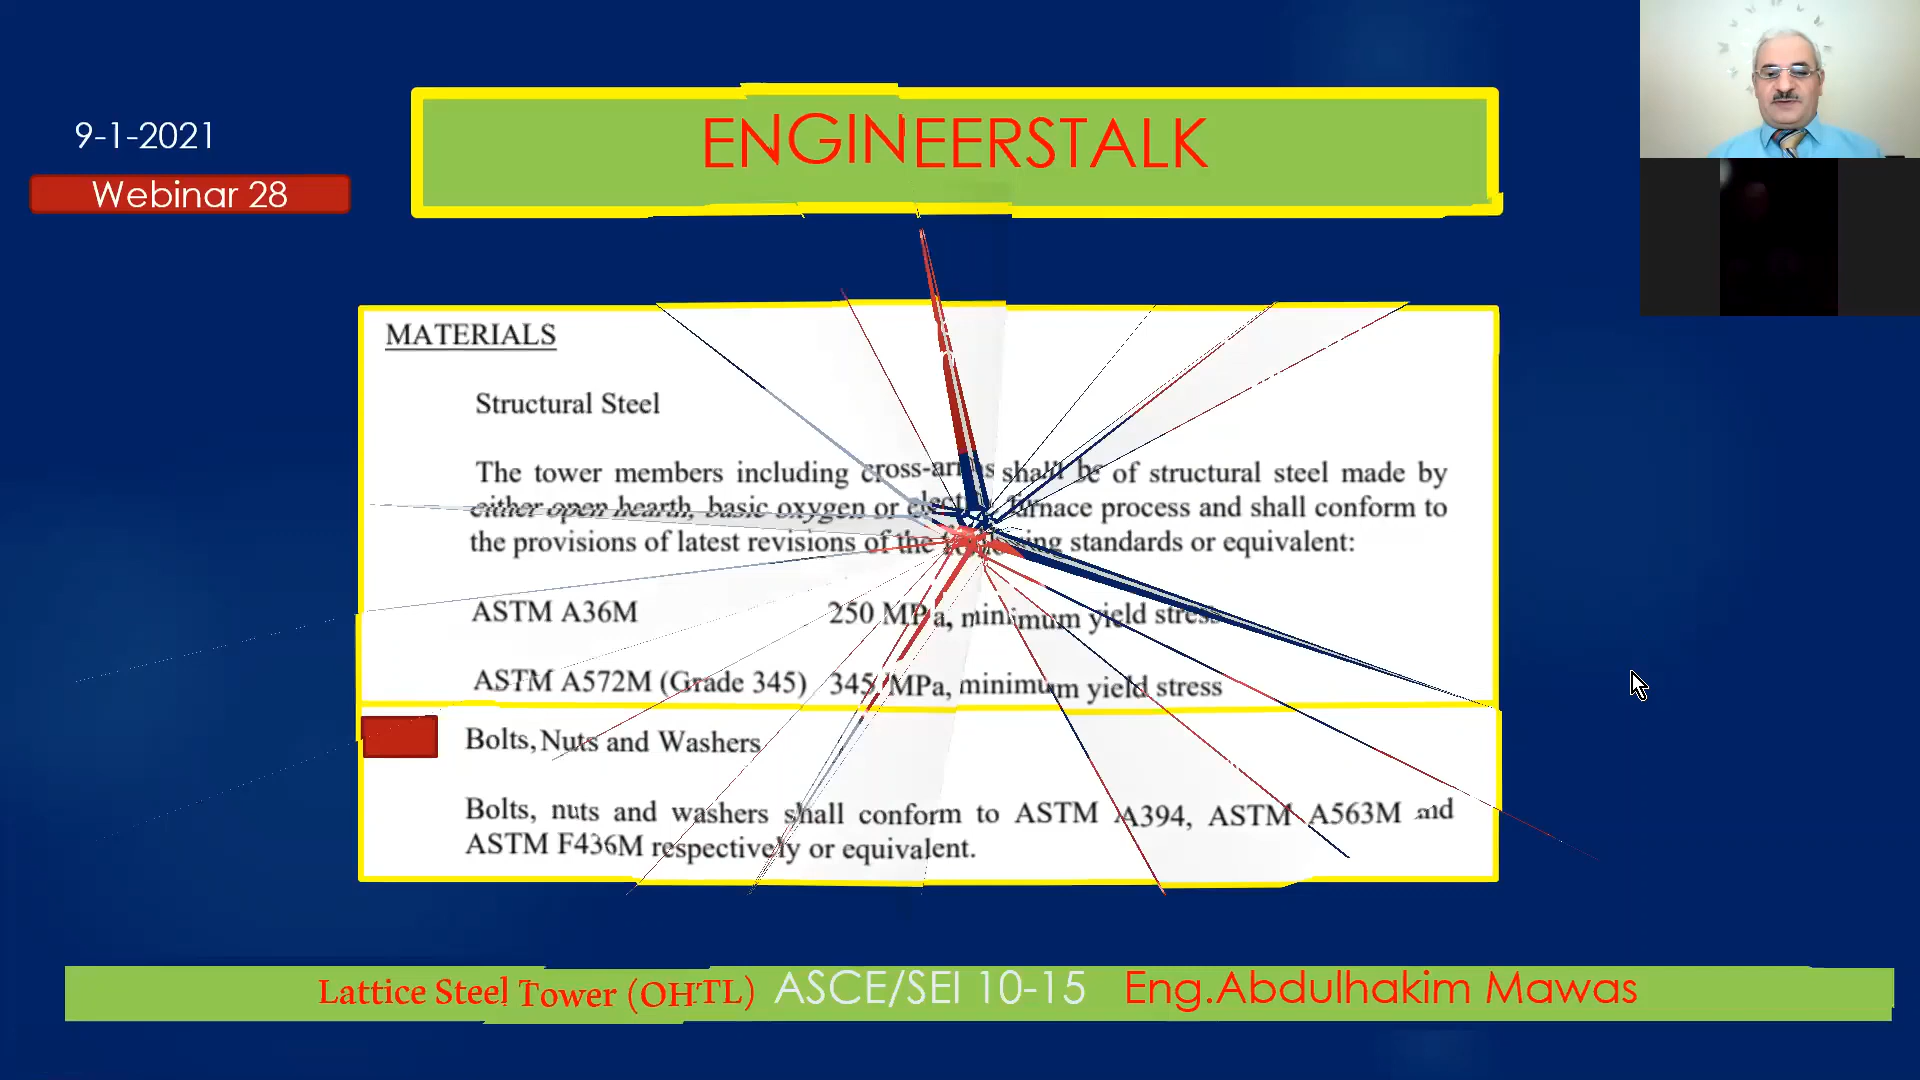 9-1-2021
Webinar 28
ENGINEERSTALK
MATERIALS
Structural Steel
The tower members including cross-arms shall be of structural steel made by
either open hearth, basic oxygen or electric furnace process and shall conform to
the provisions of latest revisions of the following standards or equivalent:
ASTM A36M 250 MPa, minimum yield stress
ASTM A572M (Grade 345) 345 MPa, minimum yield stress
Bolts, Nuts and Washers
Bolts, nuts and washers shall conform to ASTM A394, ASTM A563M and
ASTM F436M respectively or equivalent.
Lattice Steel Tower (OHTL) ASCE/SEI 10-15 Eng.Abdulhakim Mawas